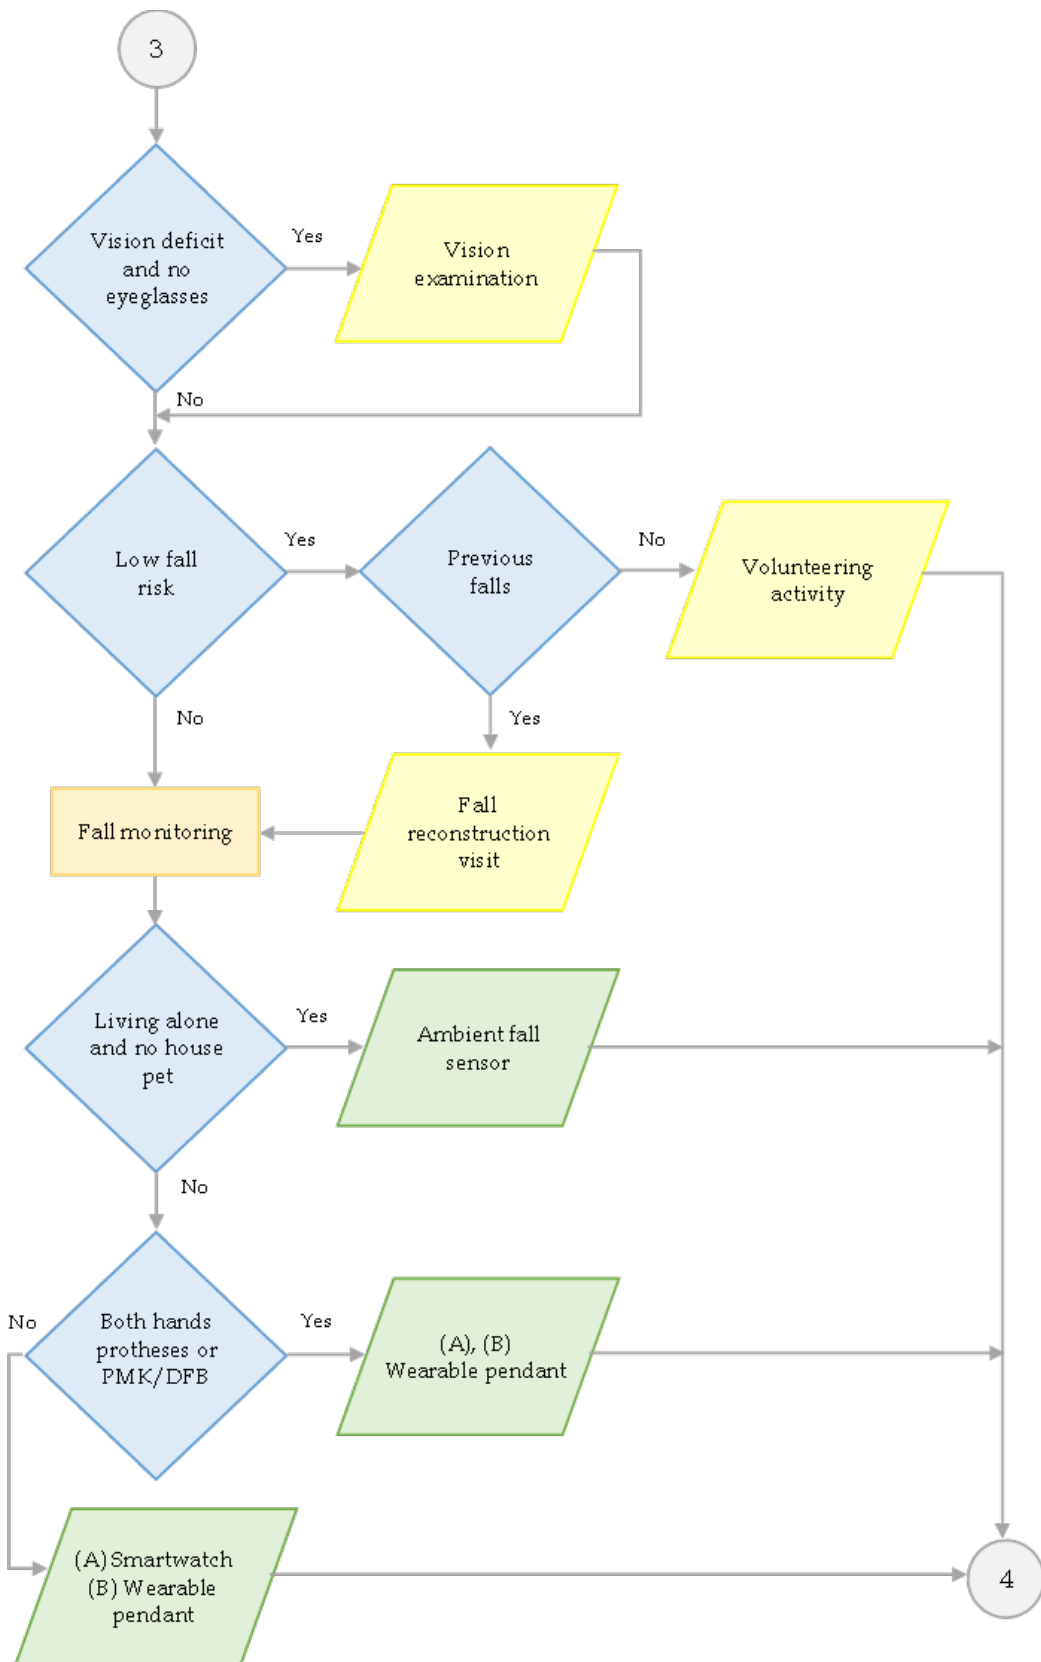 3
Vision deficit
and no
eyeglasses
Yes
Vision
examination
No
Low fall
risk
Yes
Previous
falls
No
Volunteering
activity
No
Yes
Fall monitoring
Fall
reconstruction
visit
Living alone
and no house
pet
Yes
Ambient fall
sensor
No
No
Both hands
protheses or
PMK/DFB
Yes
(A), (B)
Wearable pendant
(A) Smartwatch
(B) Wearable
pendant
4